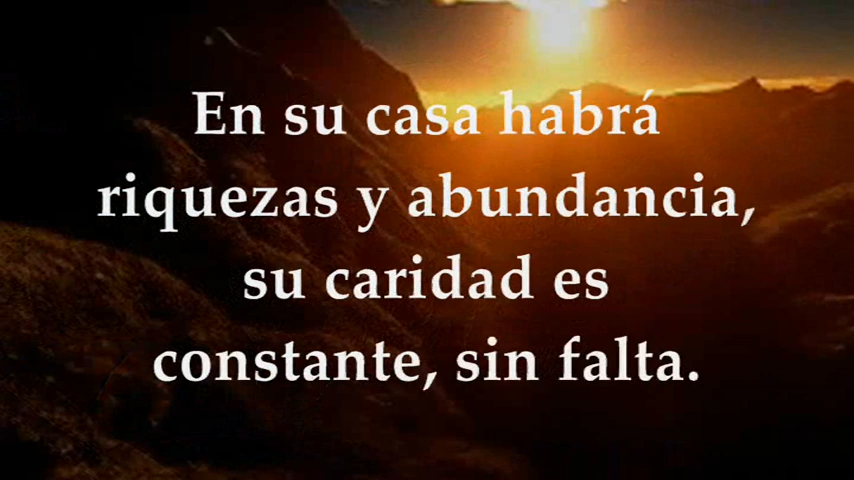 En su casa habrá
riquezas y abundancia,
su caridad es
constante, sin falta.